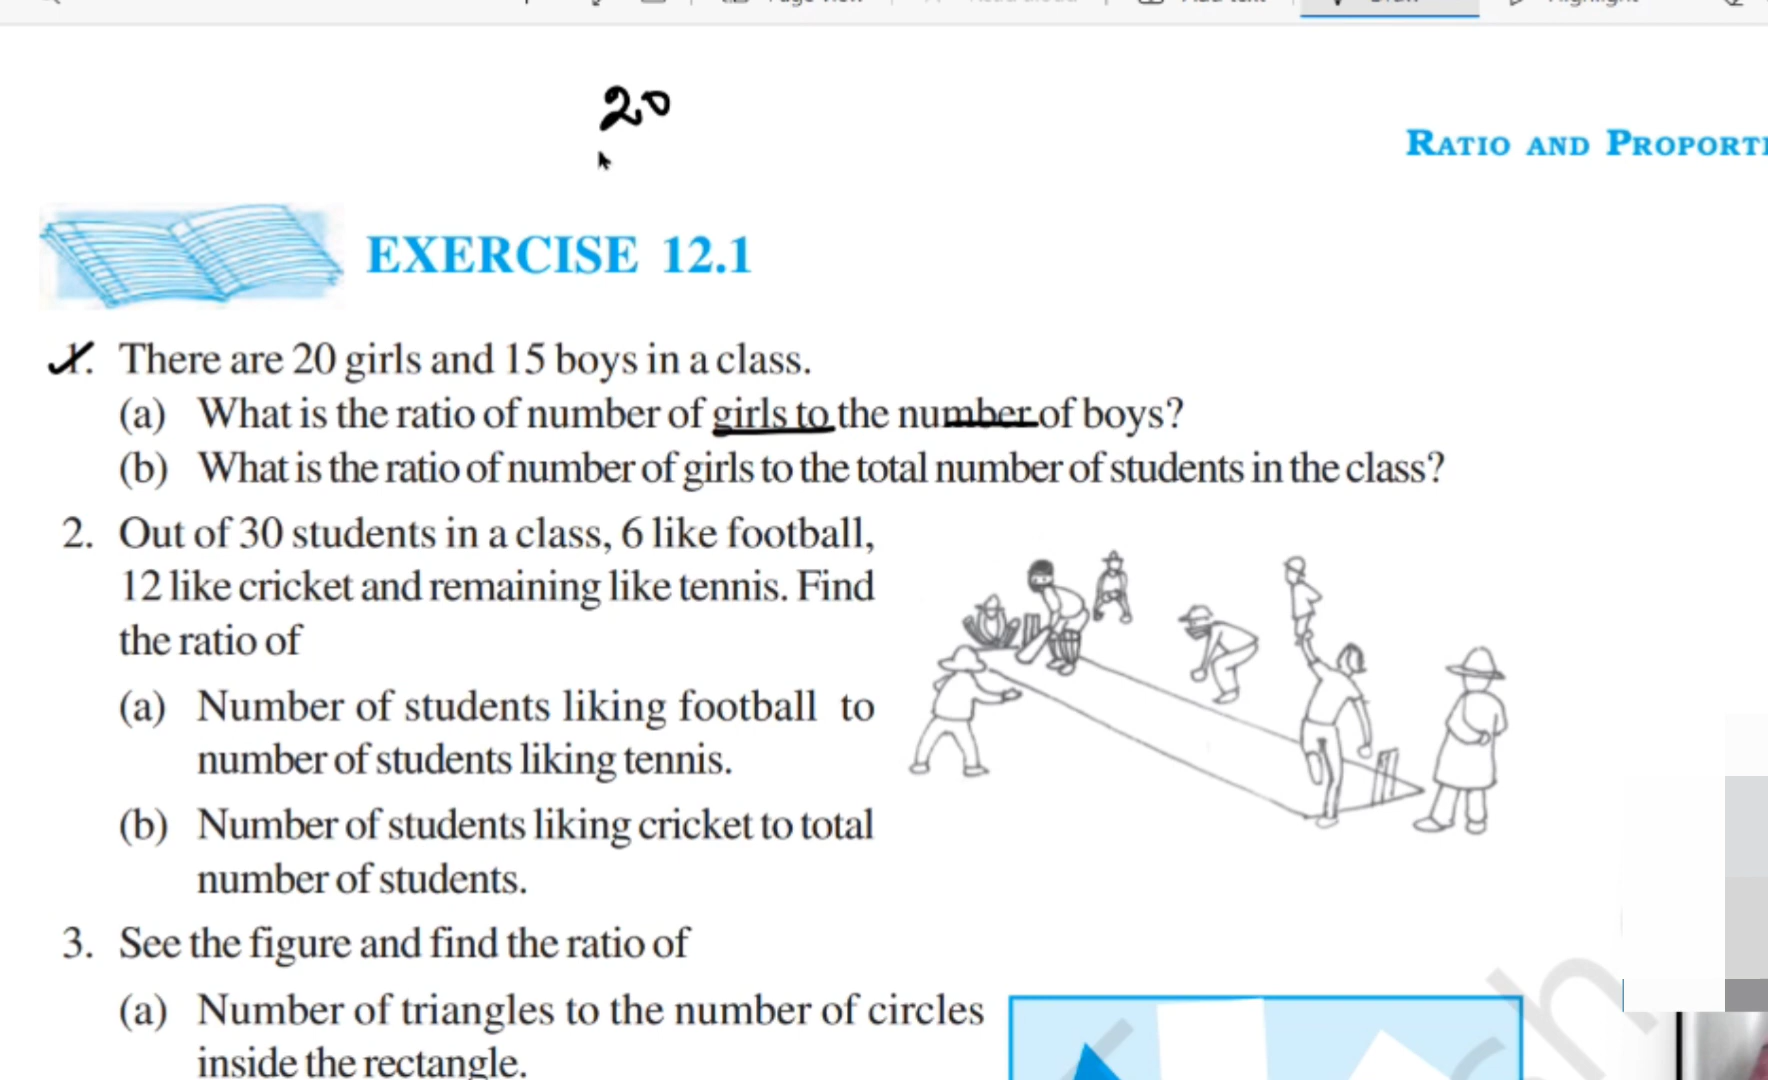 20
RATIO AND PROPORTI
EXERCISE 12.1
1. There are 20 girls and 15 boys in a class.
(a) What is the ratio of number of girls to the number of boys?
(b) What is the ratio of number of girls to the total number of students in the class?
2. Out of 30 students in a class, 6 like football,
12 like cricket and remaining like tennis. Find
the ratio of
(a) Number of students liking football to
number of students liking tennis.
(b) Number of students liking cricket to total
number of students.
3. See the figure and find the ratio of
(a) Number of triangles to the number of circles
inside the rectangle.